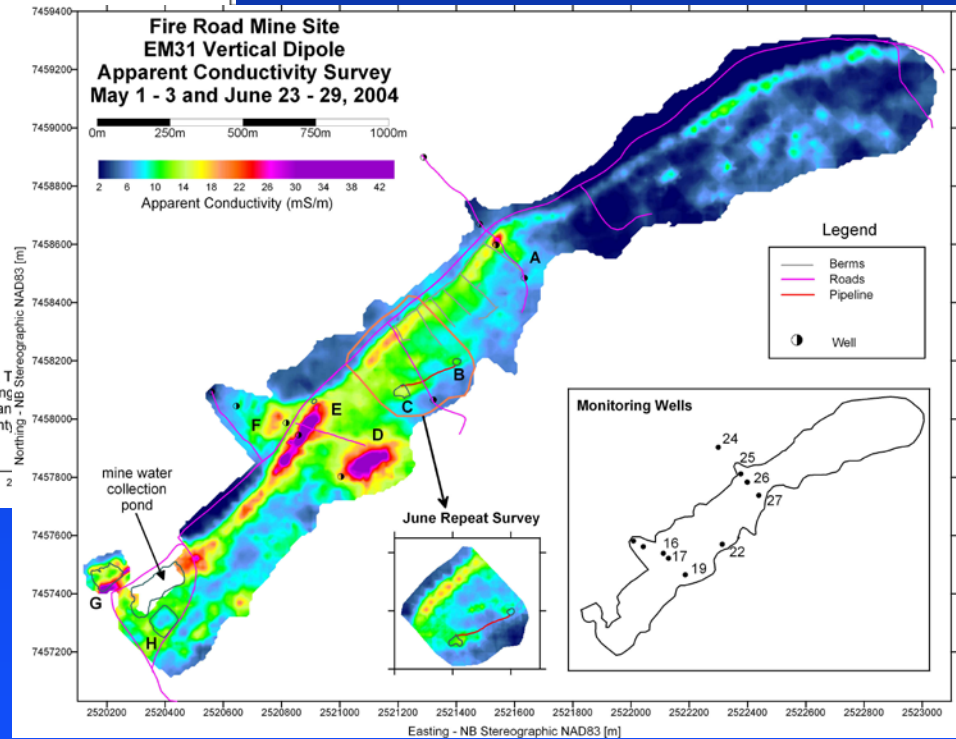 Fire Road Mine Site
EM31 Vertical Dipole
Apparent Conductivity Survey
May 1 - 3 and June 23 - 29, 2004
0m 250m 500m 750m 1000m
2 6 10 14 18 22 26 30 34 38 42
Apparent Conductivity (mS/m)
7459400
7459200
7459000
7458800
7458600
7458400
7458200
7458000
7457800
7457600
7457400
7457200
Northing - NB Stereographic NAD83 [m]
A
B
C
D
E
F
G
H
mine water
collection
pond
Legend
Berms
Roads
Pipeline
Well
June Repeat Survey
Monitoring Wells
24
25
26
27
16
17
22
19
2520200 2520400 2520600 2520800 2521000 2521200 2521400 2521600 2521800 2522000 2522200 2522400 2522600 2522800 2523000
Easting - NB Stereographic NAD83 [m]
2